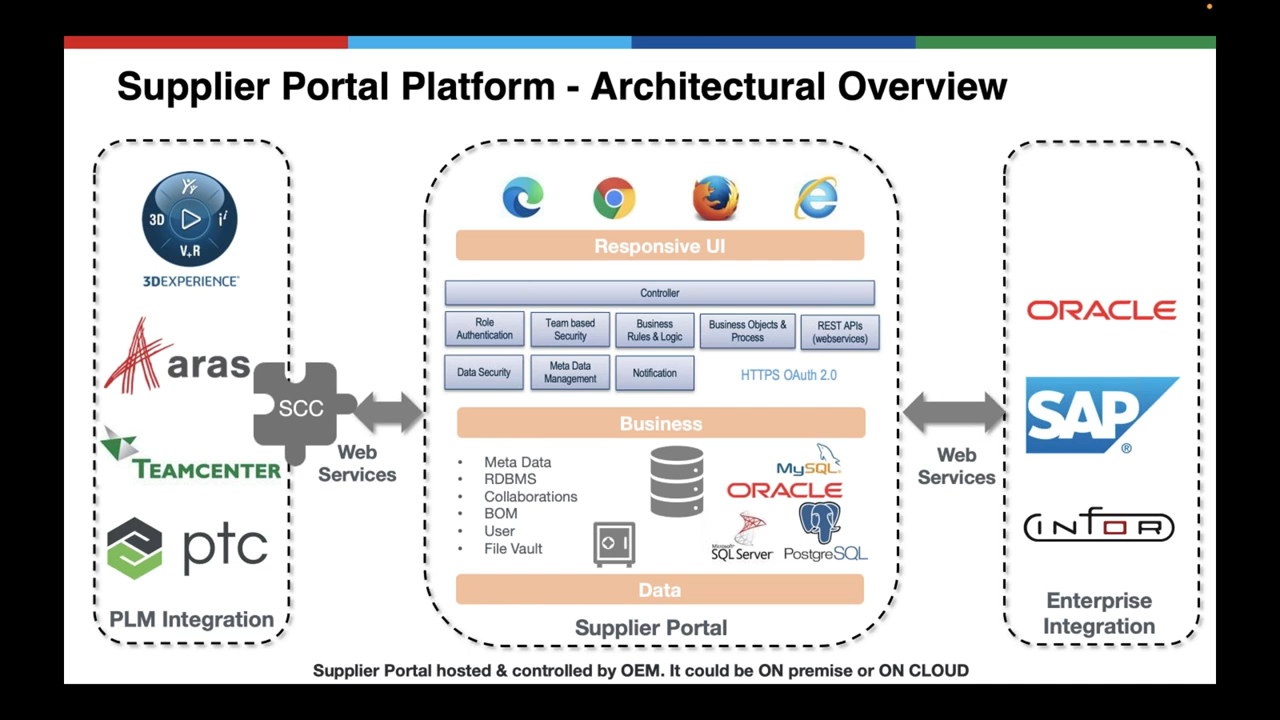 Supplier Portal Platform - Architectural Overview
3D
V+R
3DEXPERIENCE
aras
SCC
Web
Services
TEAMCENTER
ptc
PLM Integration
Responsive UI
Controller
Role
Authentication
Team based
Security
Business
Rules & Logic
Business Objects &
Process
REST APIs
(webservices)
Data Security
Meta Data
Management
Notification
HTTPS OAuth 2.0
Business
• Meta Data
• RDBMS
• Collaborations
• BOM
• User
• File Vault
MySQL
ORACLE
Microsoft
SQL Server
PostgreSQL
Data
Supplier Portal
Web
Services
ORACLE
SAP®
infor
Enterprise
Integration
Supplier Portal hosted & controlled by OEM. It could be ON premise or ON CLOUD